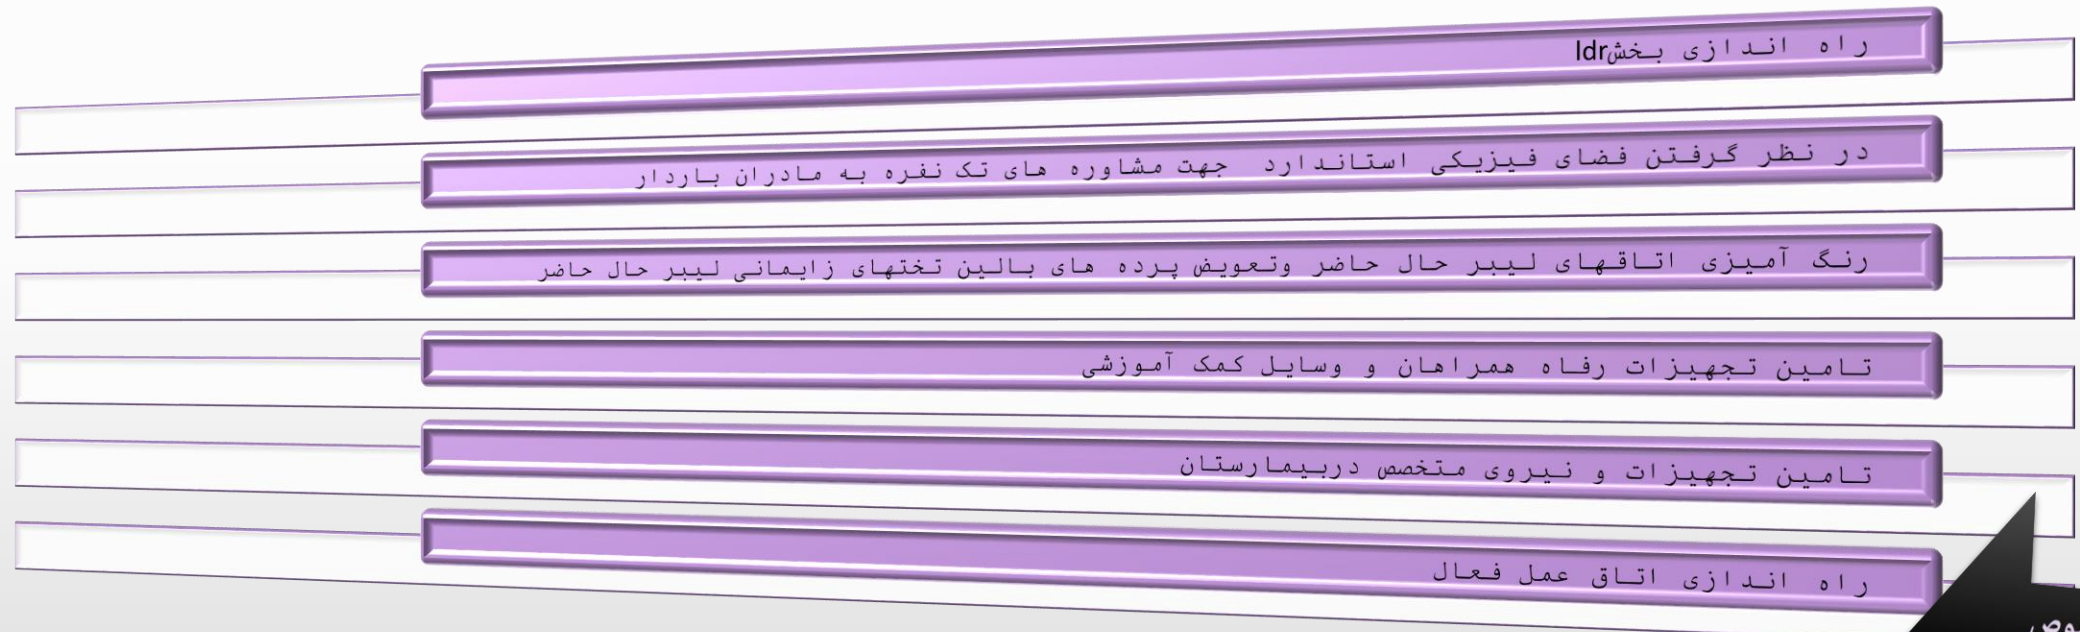 راه اندازی بخشldr
در نظر گرفتن فضای فیزیکی استاندارد جهت مشاوره های تک نفره به مادران باردار
رنگ آمیزی اتاقهای لیبر حال حاضر وتعویض پرده های بالین تختهای زایمانی لیبر حال حاضر
تامین تجهیزات رفاه همراهان و وسایل کمک آموزشی
تامین تجهیزات و نیروی متخصص دربیمارستان
راه اندازی اتاق عمل فعال